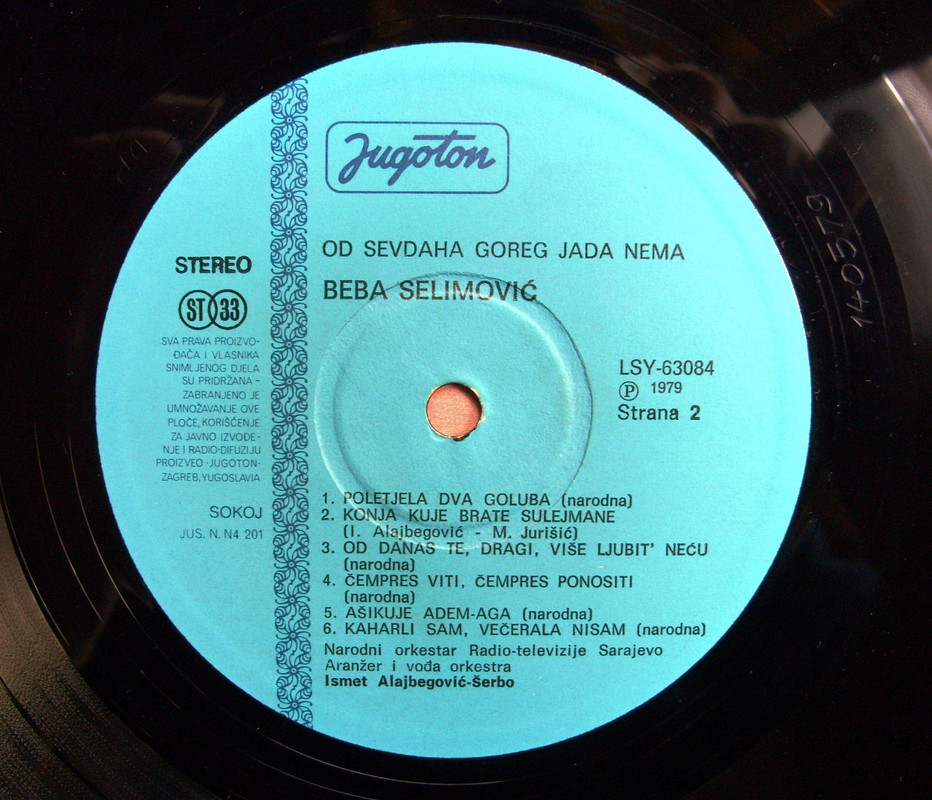 Jugoton
OD SEVDAHA GOREG JADA NEMA
BEBA SELIMOVIĆ
STEREO
ST 33
SVA PRAVA PROIZVO-
ĐAČA I VLASNIKA
SNIMLJENOG DJELA
SU PRIDRŽANA -
ZABRANJENO JE
UMNOŽAVANJE OVE
PLOČE, KORIŠĆENJE
ZA JAVNO IZVOĐE-
NJE I RADIO-DIFUZIJU
PROIZVEO -JUGOTON-
ZAGREB, YUGOSLAVIA
SOKOJ
JUS. N. N4 201
LSY-63084
Ⓟ 1979
Strana 2
1. POLETJELA DVA GOLUBA (narodna)
2. KONJA KUJE BRATE SULEJMANE
(I. Alajbegović - M. Jurišić)
3. OD DANAS TE, DRAGI, VIŠE LJUBIT' NEĆU
(narodna)
4. ČEMPRES VITI, ČEMPRES PONOSITI
(narodna)
5. AŠIKUJE ADEM-AGA (narodna)
6. KAHARLI SAM, VEČERALA NISAM (narodna)
Narodni orkestar Radio-televizije Sarajevo
Aranžer i vođa orkestra
Ismet Alajbegović-Šerbo
140579